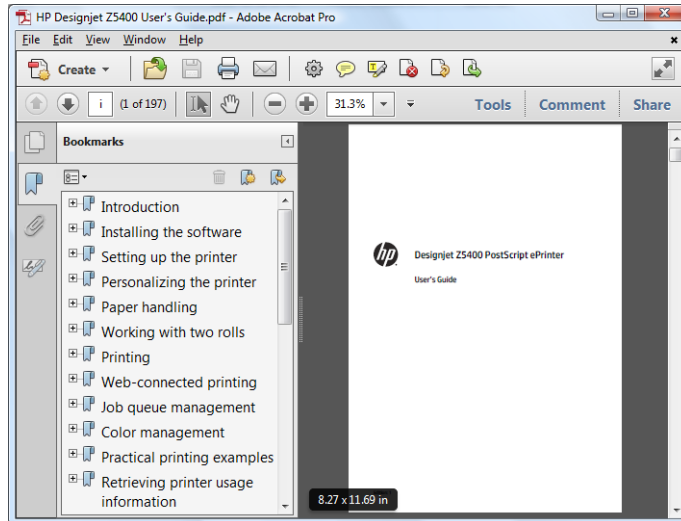 HP Designjet Z5400 User's Guide.pdf - Adobe Acrobat Pro
File Edit View Window Help
Create
i (1 of 197) 31.3% Tools Comment Share
Bookmarks
Introduction
Installing the software
Setting up the printer
Personalizing the printer
Paper handling
Working with two rolls
Printing
Web-connected printing
Job queue management
Color management
Practical printing examples
Retrieving printer usage
information
hp
Designjet Z5400 PostScript ePrinter
User's Guide
8.27 x 11.69 in